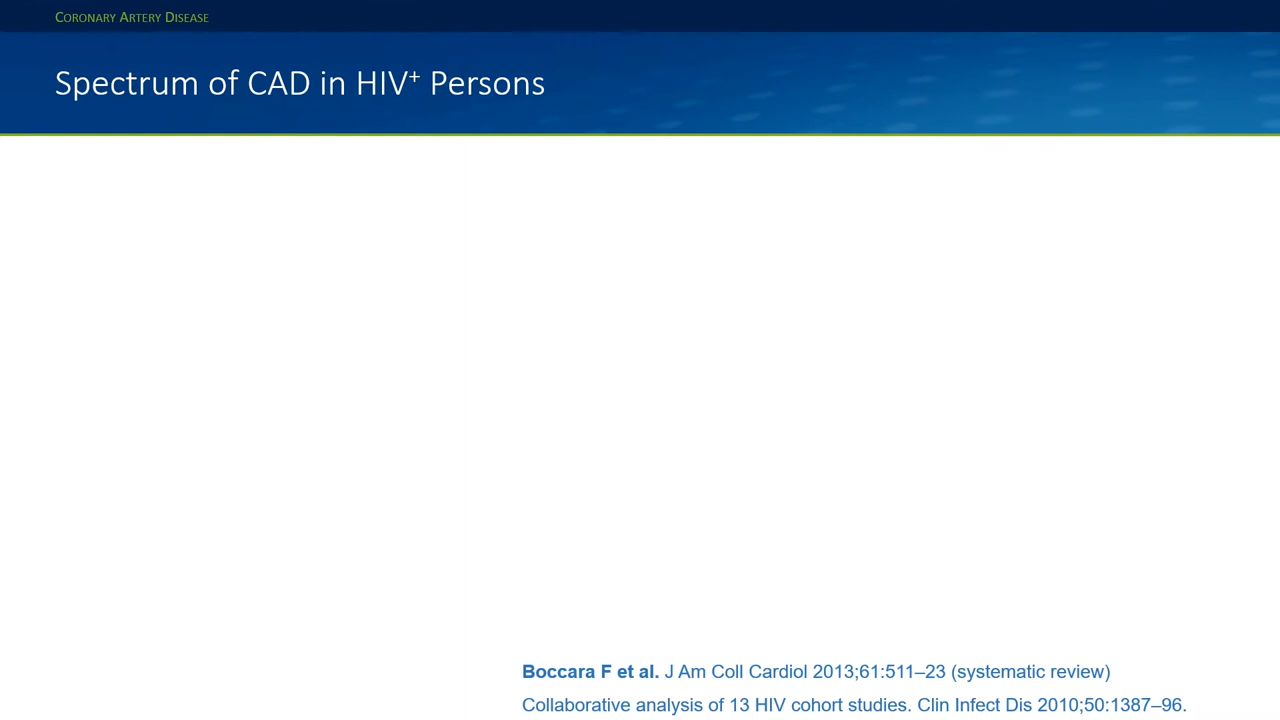 Coronary Artery Disease
Spectrum of CAD in HIV⁺ Persons
Boccara F et al. J Am Coll Cardiol 2013;61:511–23 (systematic review)
Collaborative analysis of 13 HIV cohort studies. Clin Infect Dis 2010;50:1387–96.